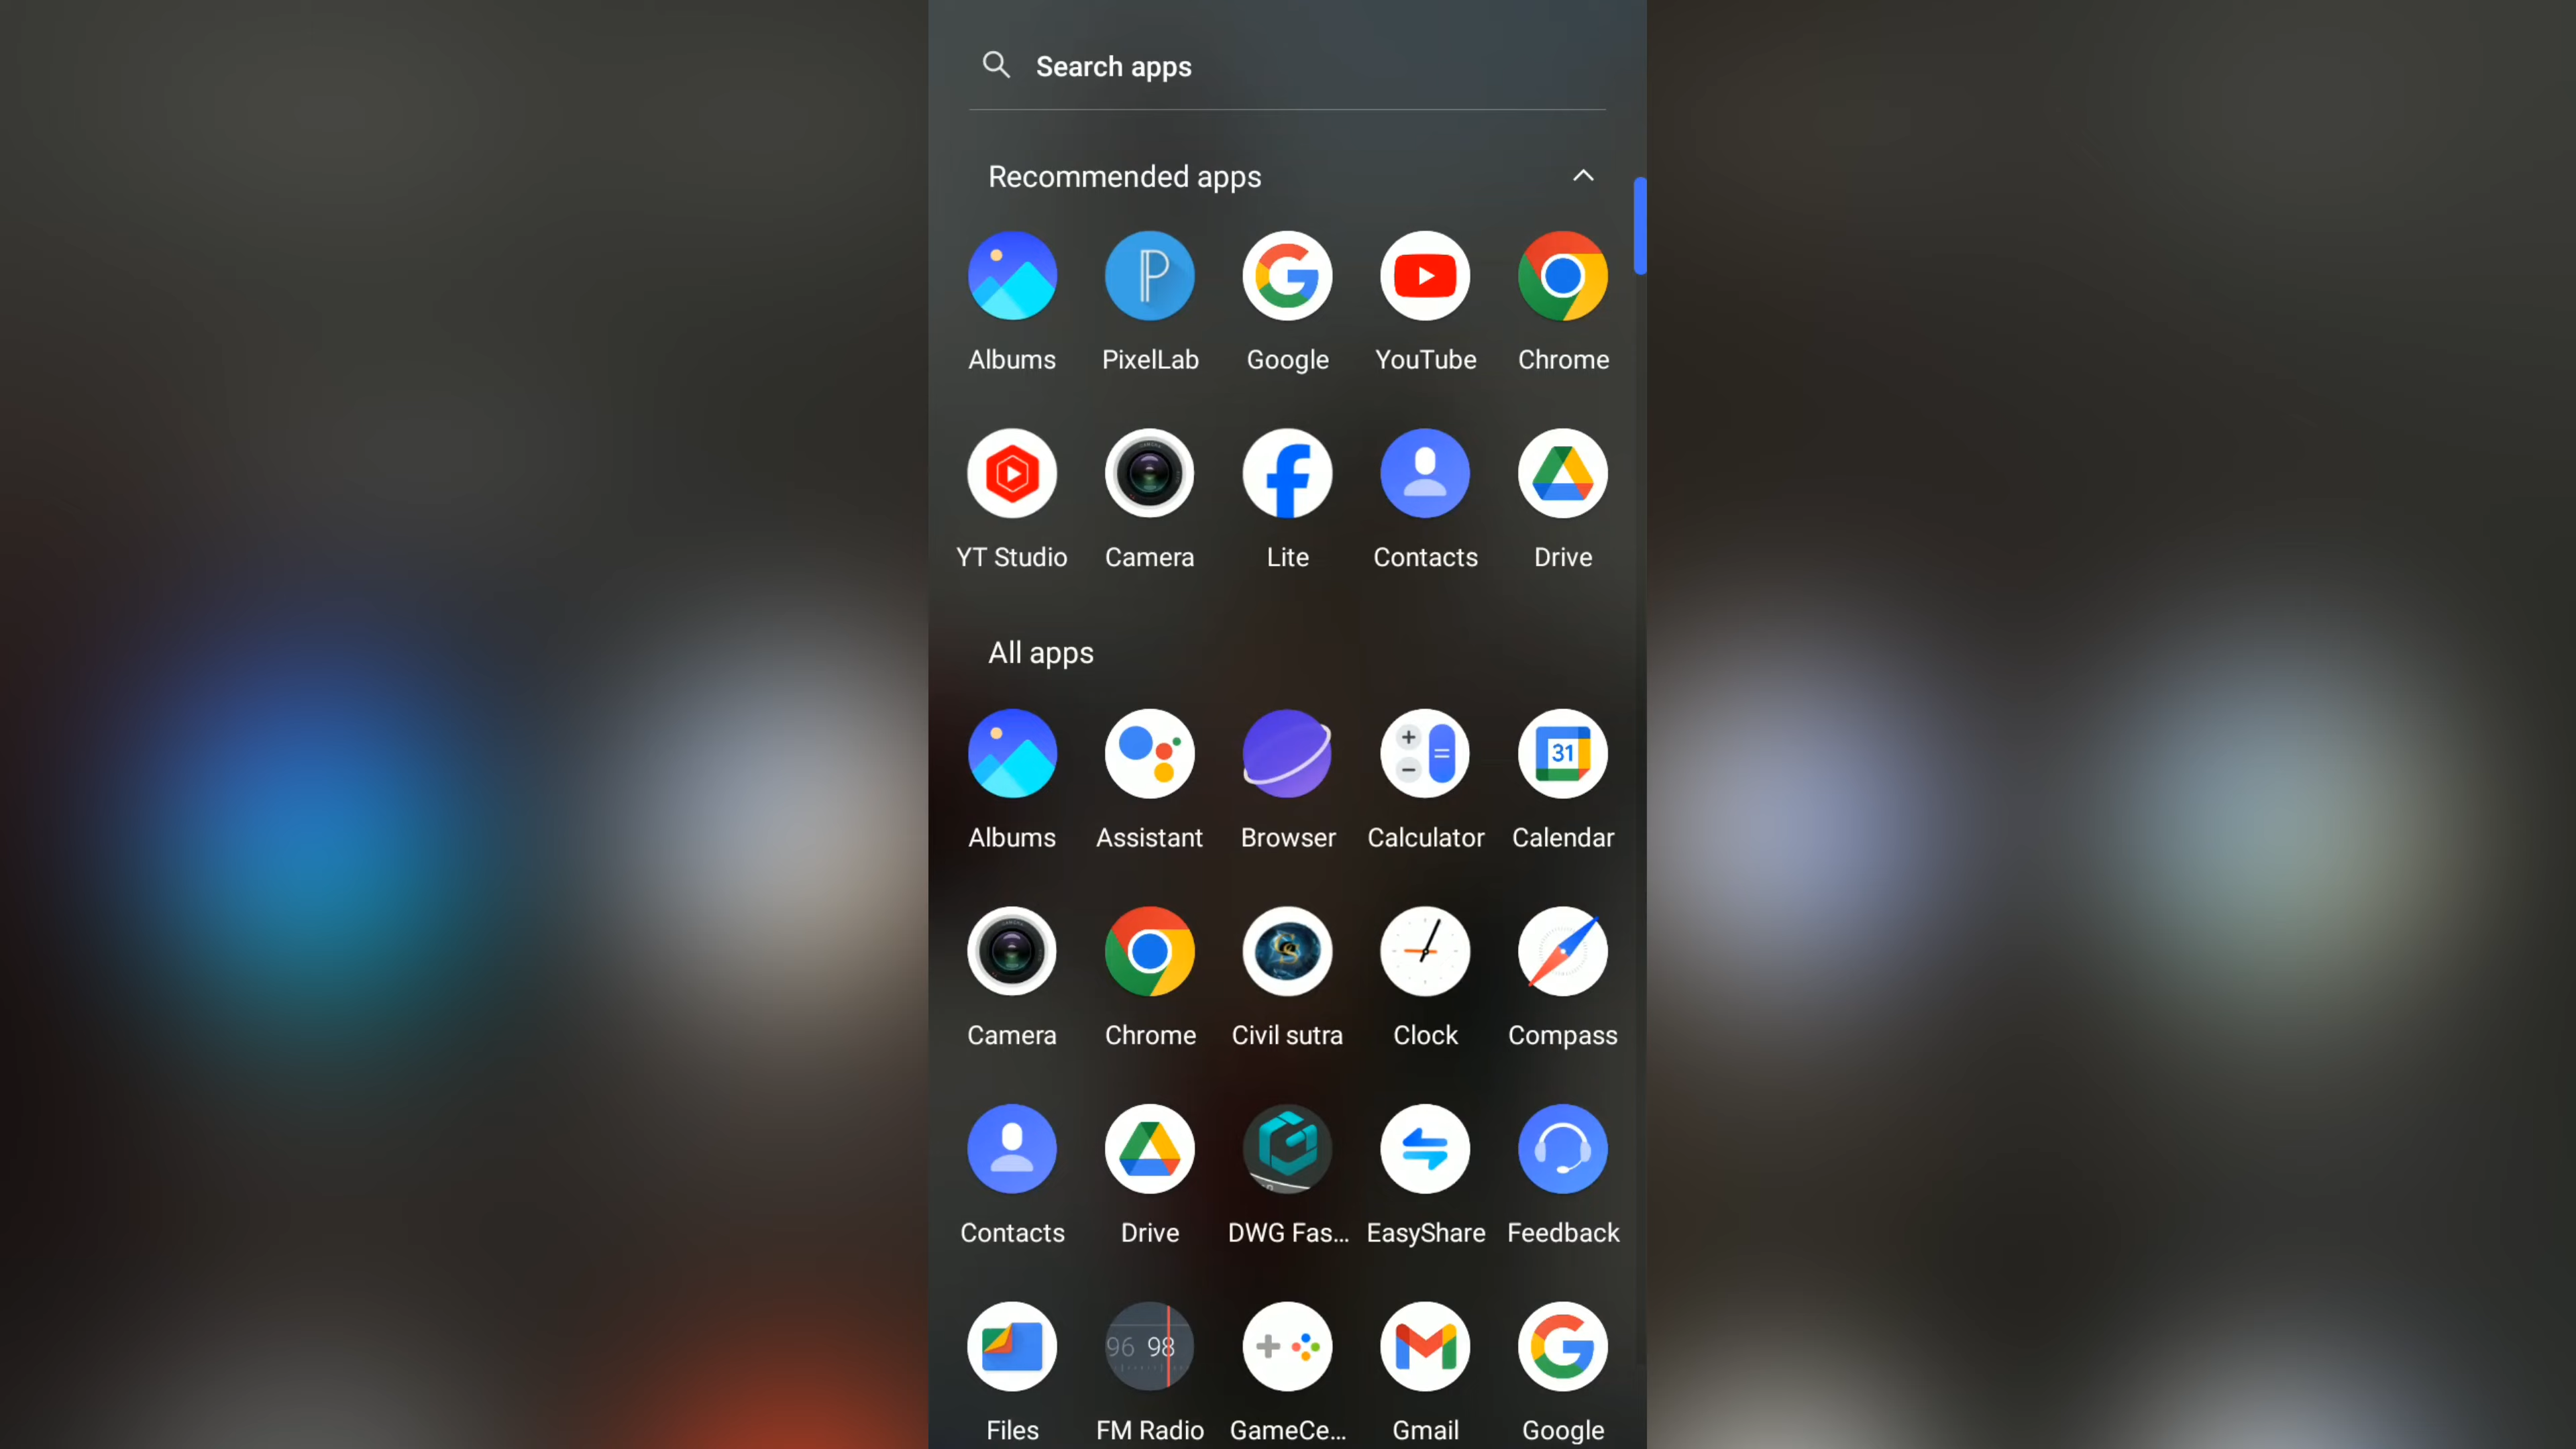 Search apps
Recommended apps
Albums PixelLab Google YouTube Chrome
YT Studio Camera Lite Contacts Drive
All apps
31
Albums Assistant Browser Calculator Calendar
Camera Chrome Civil sutra Clock Compass
Contacts Drive DWG Fas... EasyShare Feedback
96 98
Files FM Radio GameCe... Gmail Google